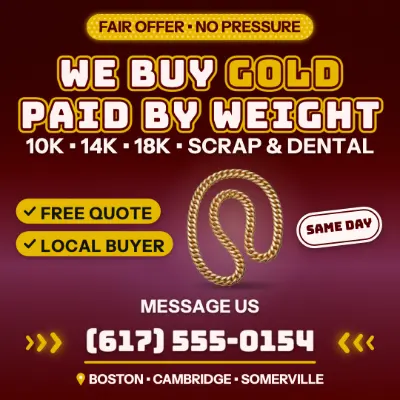 FAIR OFFER • NO PRESSURE
WE BUY GOLD
PAID BY WEIGHT
10K • 14K • 18K • SCRAP & DENTAL
✓ FREE QUOTE
✓ LOCAL BUYER
SAME DAY
MESSAGE US
(617) 555-0154
BOSTON • CAMBRIDGE • SOMERVILLE